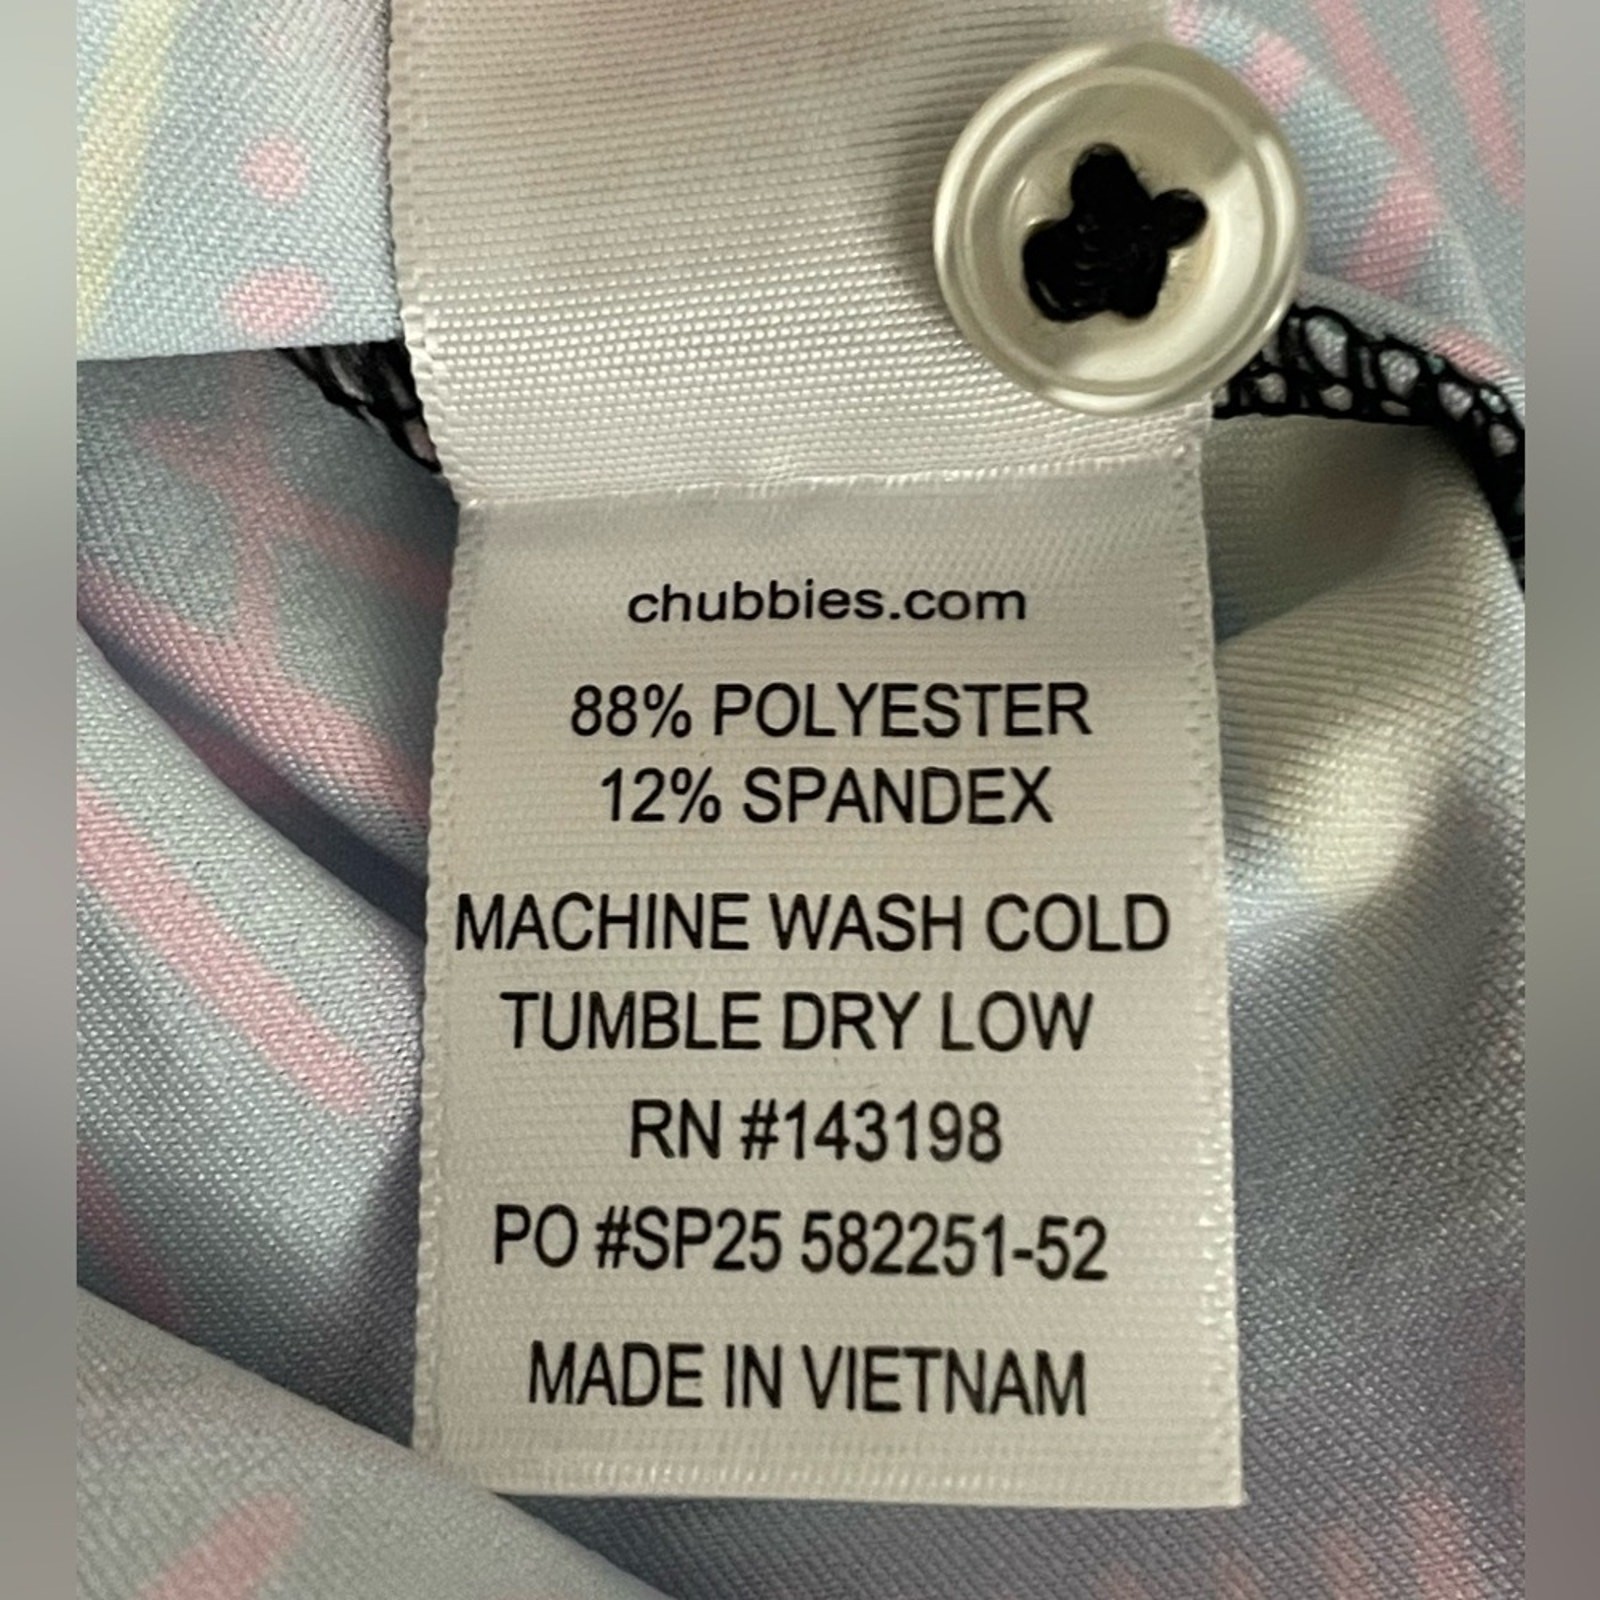 chubbies.com
88% POLYESTER
12% SPANDEX
MACHINE WASH COLD
TUMBLE DRY LOW
RN #143198
PO #SP25 582251-52
MADE IN VIETNAM